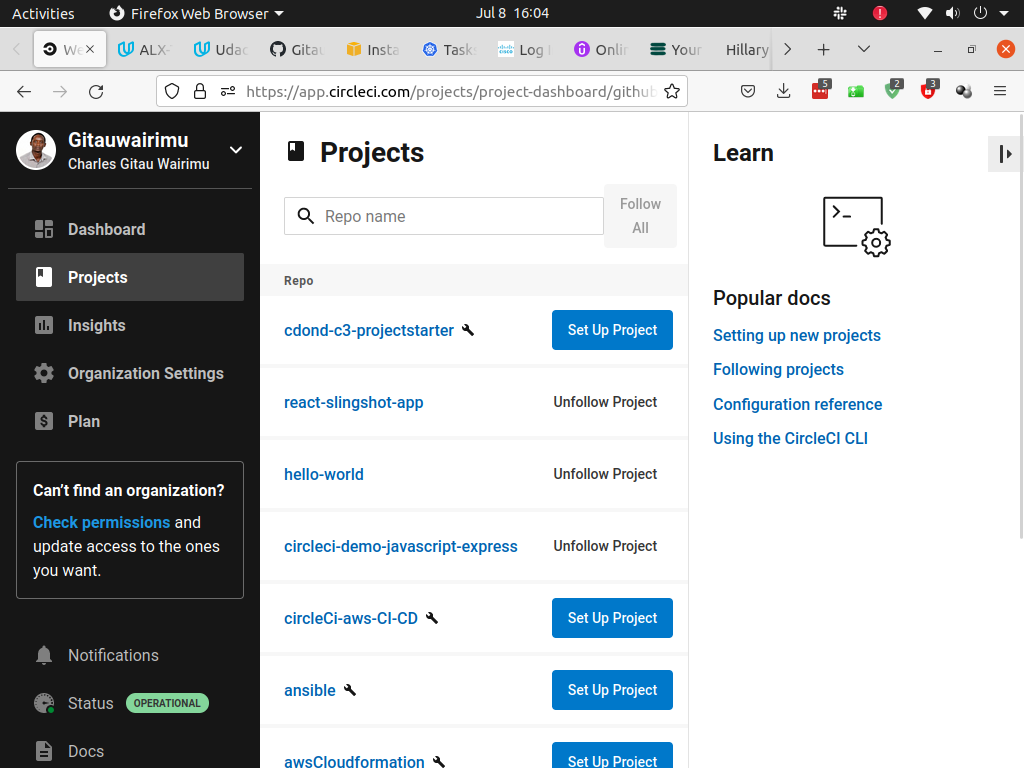 Activities
Firefox Web Browser
Jul 8 16:04
We
ALX-
Udac
Gitau
Insta
Task
Log
Onlin
Your
Hillary
https://app.circleci.com/projects/project-dashboard/github
5
2
3
Gitauwairimu
Charles Gitau Wairimu
Dashboard
Projects
Insights
Organization Settings
Plan
Can't find an organization?
Check permissions and
update access to the ones
you want.
Notifications
Status OPERATIONAL
Docs
Projects
Repo name
Follow
All
Repo
cdond-c3-projectstarter
Set Up Project
react-slingshot-app
Unfollow Project
hello-world
Unfollow Project
circleci-demo-javascript-express
Unfollow Project
circleCi-aws-CI-CD
Set Up Project
ansible
Set Up Project
awsCloudformation
Set Up Project
Learn
Popular docs
Setting up new projects
Following projects
Configuration reference
Using the CircleCI CLI